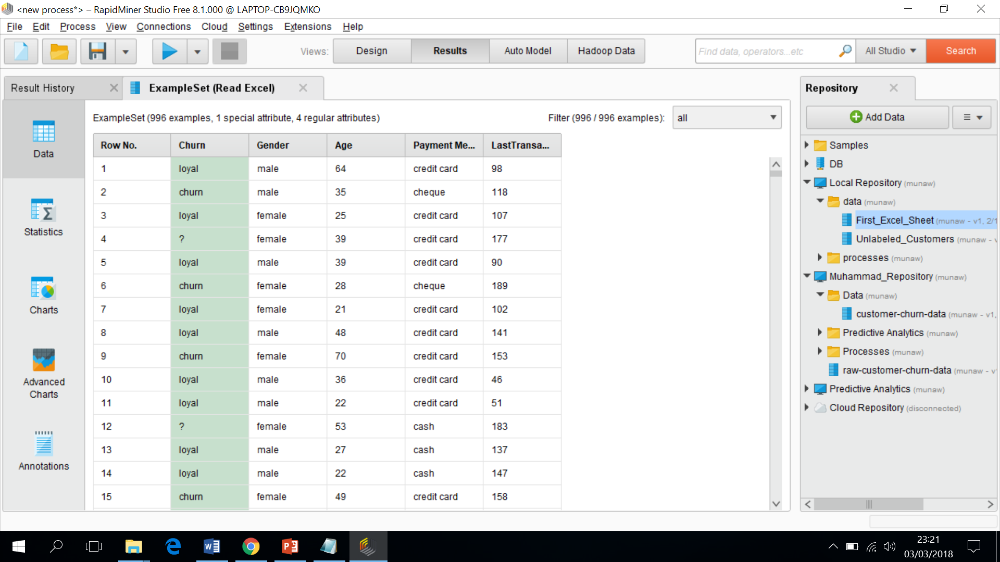 <new process*> – RapidMiner Studio Free 8.1.000 @ LAPTOP-CB9JQMKO
File Edit Process View Connections Cloud Settings Extensions Help
Views: Design Results Auto Model Hadoop Data Find data, operators...etc All Studio Search
Result History ExampleSet (Read Excel)
ExampleSet (996 examples, 1 special attribute, 4 regular attributes) Filter (996 / 996 examples): all
Row No. Churn Gender Age Payment Me... LastTransa...
1 loyal male 64 credit card 98
2 churn male 35 cheque 118
3 loyal female 25 credit card 107
4 ? female 39 credit card 177
5 loyal male 39 credit card 90
6 churn female 28 cheque 189
7 loyal female 21 credit card 102
8 loyal male 48 credit card 141
9 churn female 70 credit card 153
10 loyal male 36 credit card 46
11 loyal male 22 credit card 51
12 ? female 53 cash 183
13 loyal male 27 cash 137
14 loyal male 22 cash 147
15 churn female 49 credit card 158
Data
Statistics
Charts
Advanced
Charts
Annotations
Repository
Add Data
Samples
DB
Local Repository (munaw)
data (munaw)
First_Excel_Sheet (munaw - v1, 2/1
Unlabeled_Customers (munaw - v
processes (munaw)
Muhammad_Repository (munaw)
Data (munaw)
customer-churn-data (munaw - v1,
Predictive Analytics (munaw)
Processes (munaw)
raw-customer-churn-data (munaw - v
Predictive Analytics (munaw)
Cloud Repository (disconnected)
23:21
03/03/2018